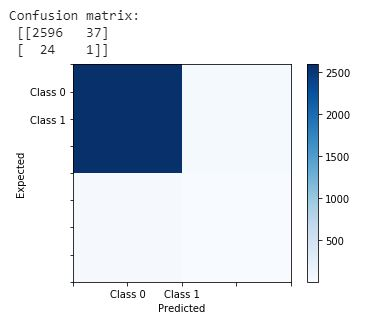 Confusion matrix:
[[2596 37]
[ 24 1]]
2500
Class 0
2000
Class 1
1500
Expected
1000
500
Class 0 Class 1
Predicted